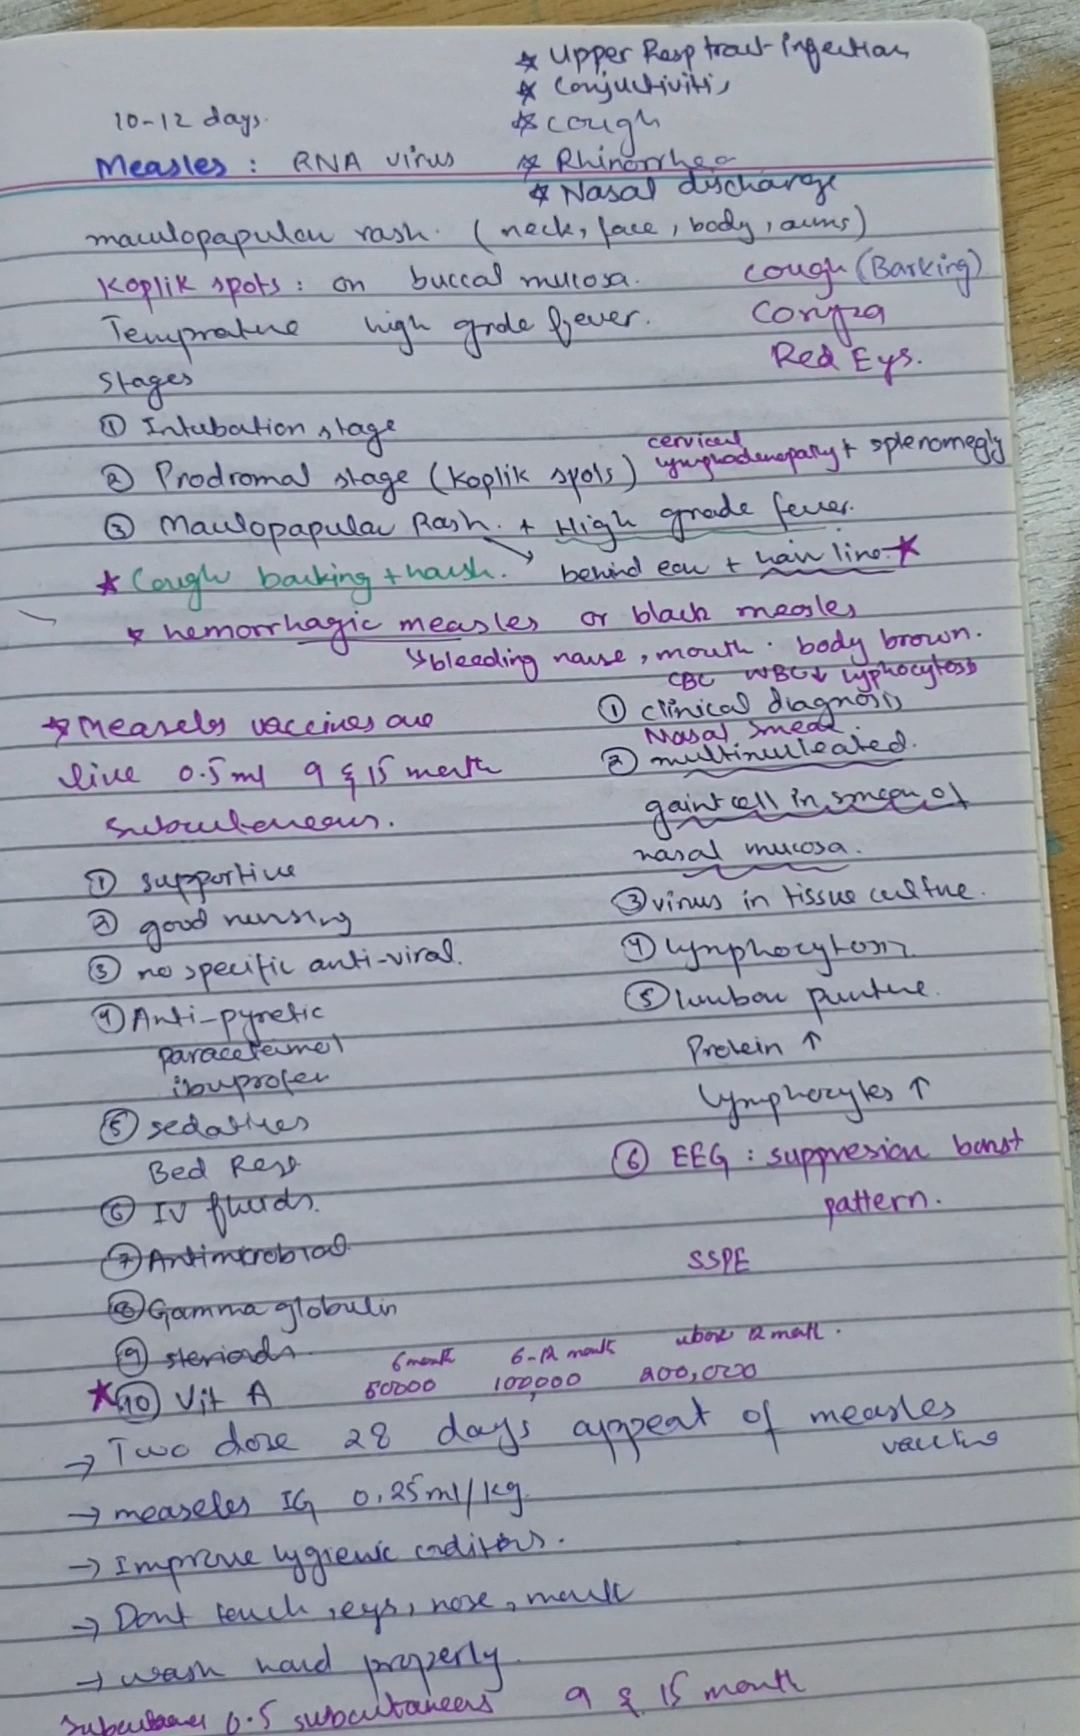 * Upper Resp tract infection
* Conjuctivitis
10-12 days.
* cough
Measles : RNA virus
* Rhinorrhea
* Nasal discharge
maculopapular rash. (neck, face, body, arms)
Koplik spots : on buccal mucosa.
cough (Barking)
Temprature high grade fever.
Coryza
Red Eys.
Stages
① Intubation stage
② Prodromal stage (Koplik spots) cervical lymphadenopathy + splenomegly
③ Maculopapular Rash. + High grade fever.
* Cough barking + harsh. behind ear + hair line. *
* hemorrhagic measles or black measles
bleeding nause, mouth. body brown.
CBC WBC↓ lyphocytosis
* Measels vaccines are
live 0.5 ml 9 & 15 month
subcutaneous.
① clinical diagnosis
Nasal smear.
② multinucleated.
gaint cell in smear of
nasal mucosa.
③ virus in tissue culture.
④ lymphocytosis
⑤ lumbar puncture.
Protein ↑
lymphocytes ↑
⑥ EEG : suppresion burst
pattern.
SSPE
① supportive
② good nursing
③ no specific anti-viral.
④ Anti-pyretic
paracetamol
ibuprofen
⑤ sedatives
Bed Rest
⑥ IV fluids.
⑦ Antimicrobial
⑧ Gamma globulin
⑨ steriods.
6 month 6-12 month above 12 month.
* ⑩ Vit A 50000 100,000 200,000
→ Two dose 28 days appeat of measles
vaccine
→ measeles IG 0.25 ml/kg.
→ Improve hygienic conditions.
→ Dont touch, eys, nose, mouth
→ wash hand properly.
0.5 subcutaneous 9 & 15 month